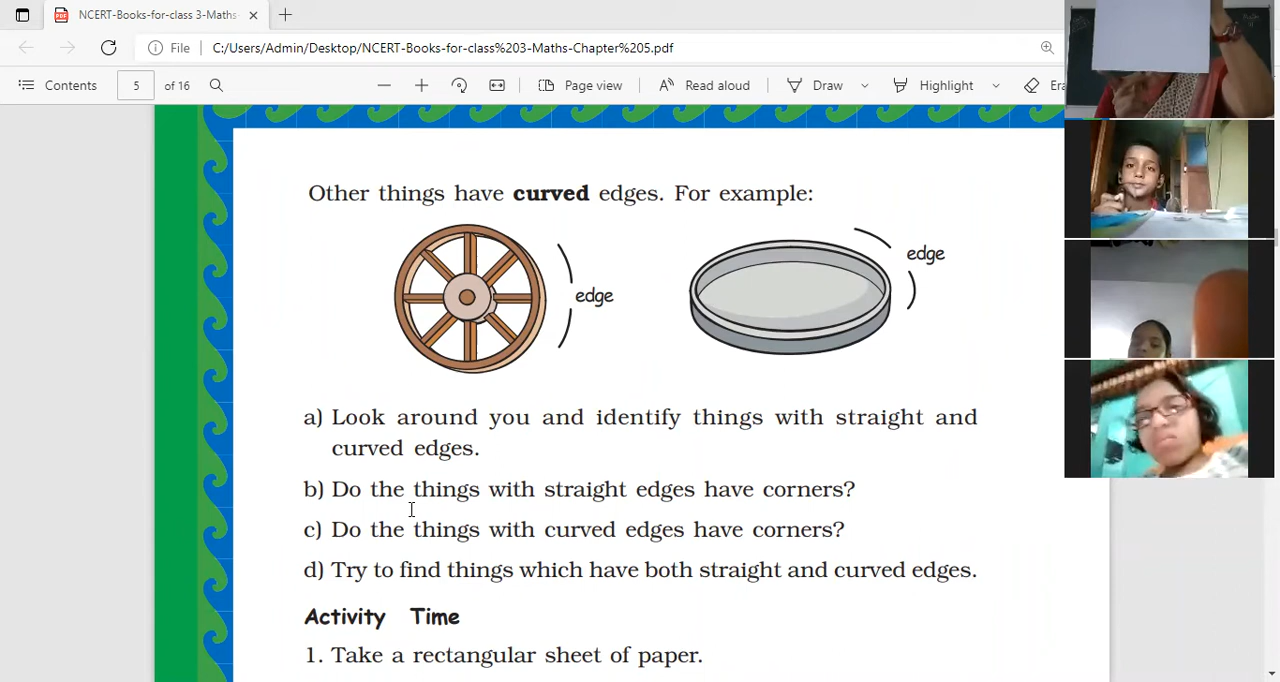 NCERT-Books-for-class 3-Maths-
File C:/Users/Admin/Desktop/NCERT-Books-for-class%203-Maths-Chapter%205.pdf
Contents 5 of 16 Page view Read aloud Draw Highlight Era
Other things have curved edges. For example:
edge
edge
a) Look around you and identify things with straight and
curved edges.
b) Do the things with straight edges have corners?
c) Do the things with curved edges have corners?
d) Try to find things which have both straight and curved edges.
Activity Time
1. Take a rectangular sheet of paper.